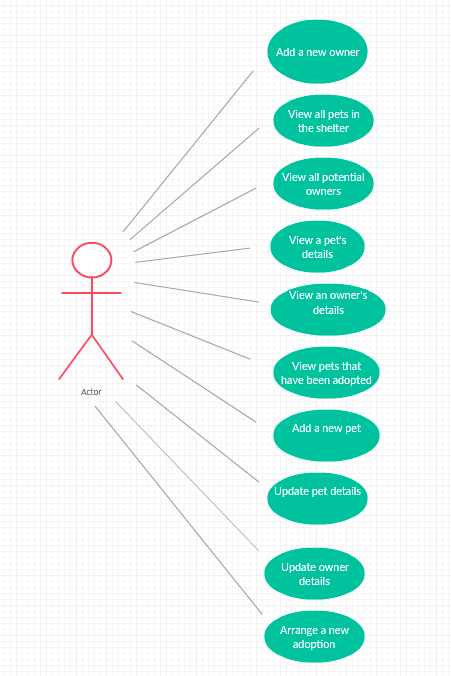 Add a new owner
View all pets in
the shelter
View all potential
owners
View a pet's
details
View an owner's
details
View pets that
have been adopted
Add a new pet
Update pet details
Update owner
details
Arrange a new
adoption
Actor